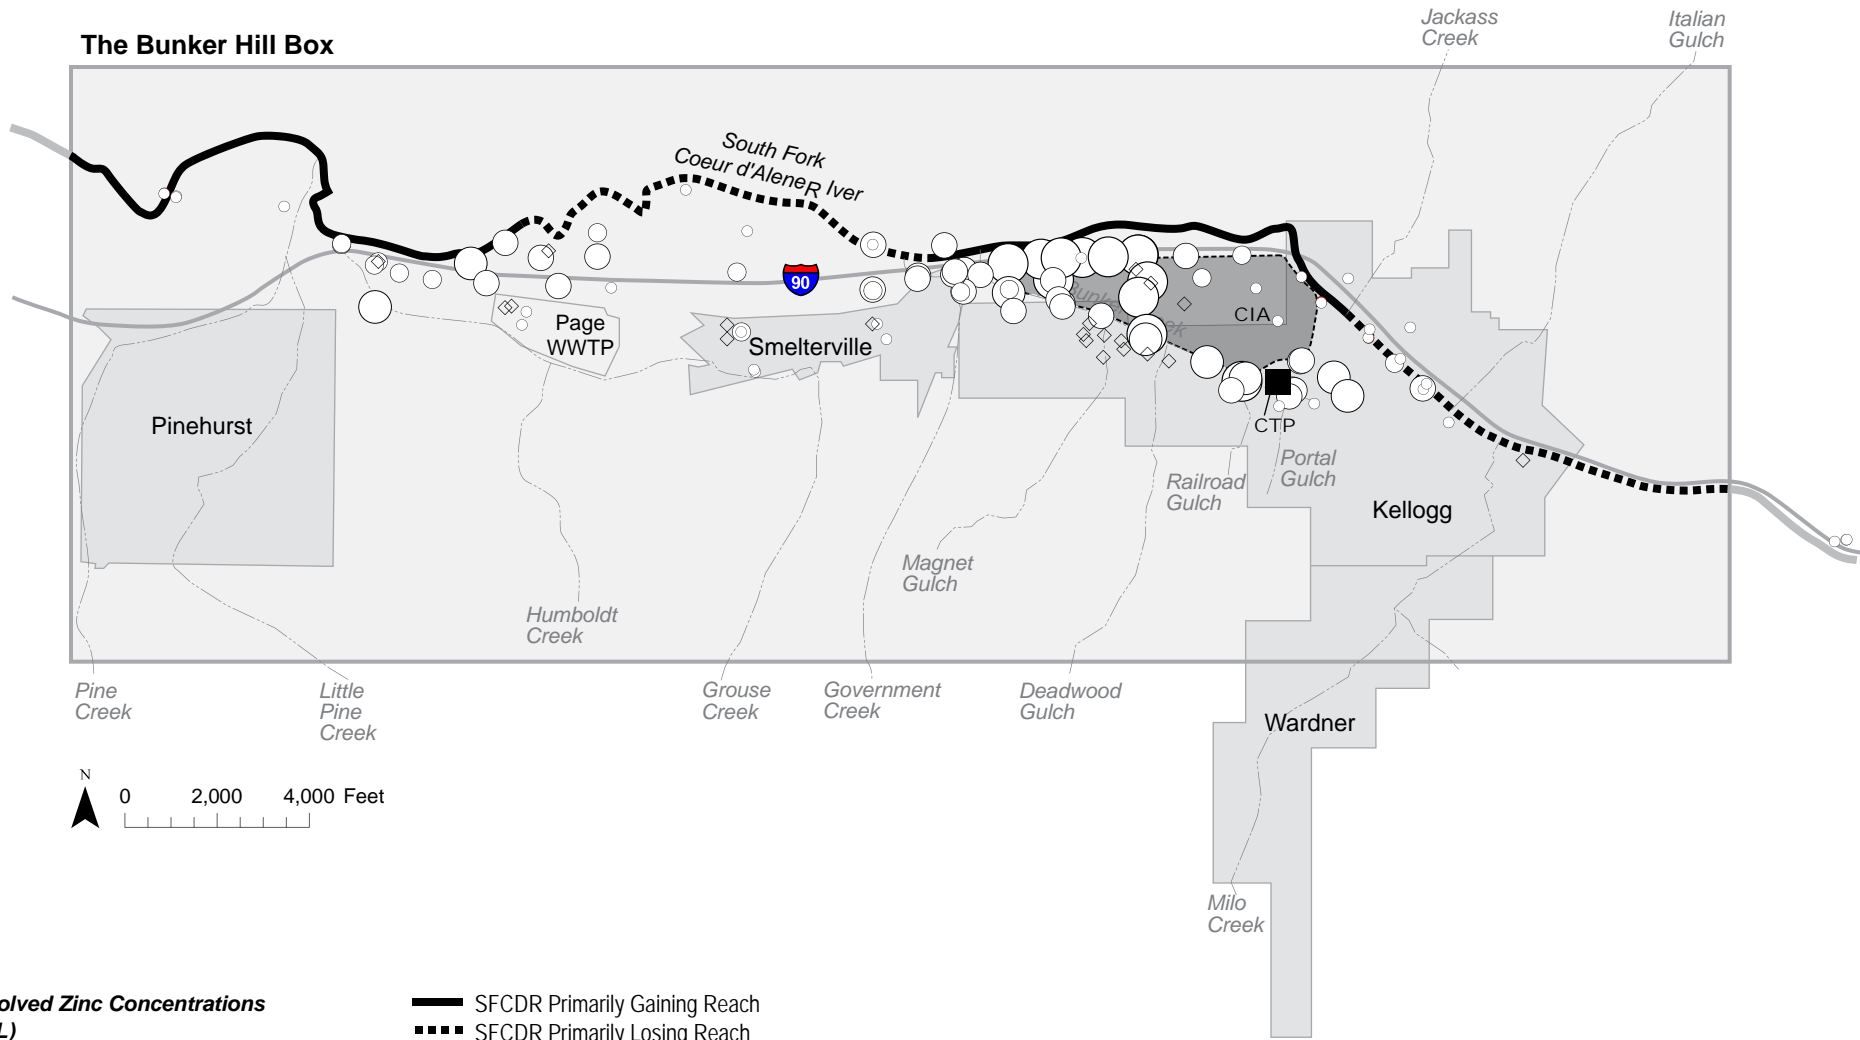 Jackass
Creek
Italian
Gulch
The Bunker Hill Box
South Fork
Coeur d'Alene R iver
90
Page
WWTP
Smelterville
CIA
Pinehurst
CTP
Portal
Gulch
Railroad
Gulch
Kellogg
Magnet
Gulch
Humboldt
Creek
Pine
Creek
Little
Pine
Creek
Grouse
Creek
Government
Creek
Deadwood
Gulch
Wardner
N
0 2,000 4,000 Feet
Milo
Creek
olved Zinc Concentrations
L)
SFCDR Primarily Gaining Reach
SFCDR Primarily Losing Reach